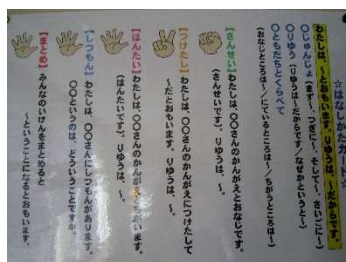 ☆はなしかたカード☆
わたしは、～とおもいます。りゆうは、～だからです。
○じゅんじょ(まず～、つぎに～、そして～、さいごに～)
○りゆう(りゆうは～だからです/なぜかというと～)
○ともだちとくらべて
(おなじところは～/にているところは～/ちがうところは～)
【さんせい】わたしは、○○さんのかんがえとおなじです。
(さんせいです)。りゆうは、～。
【つけたし】わたしは、○○さんのかんがえにつけたして
～だとおもいます。りゆうは、～。
【はんたい】わたしは、○○さんのかんがえとちがいます。
(はんたいです)。りゆうは、～。
【しつもん】わたしは、○○さんにしつもんがあります。
○○というのは、どういうことですか。
【まとめ】みんなのいけんをまとめると
～ということになるとおもいます。